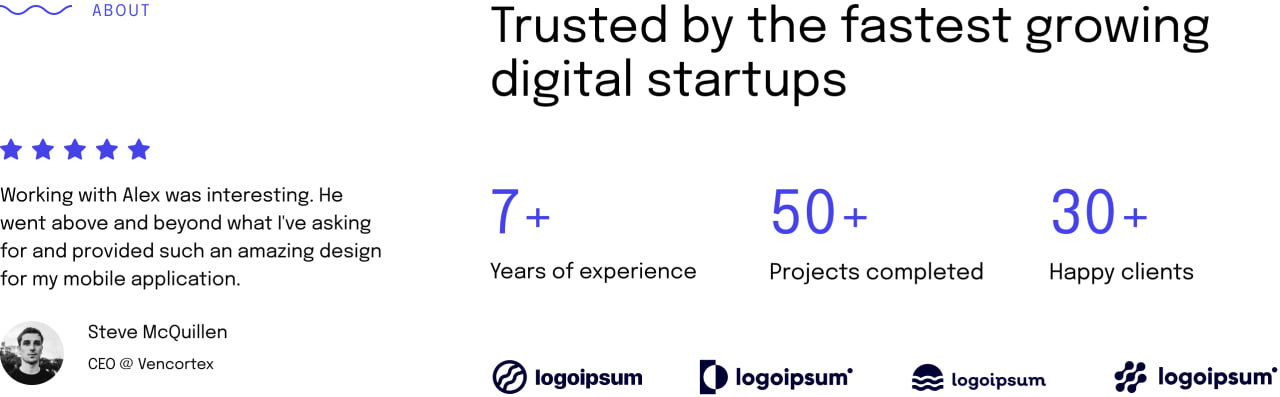 ABOUT
Trusted by the fastest growing
digital startups
Working with Alex was interesting. He
went above and beyond what I've asking
for and provided such an amazing design
for my mobile application.
Steve McQuillen
CEO @ Vencortex
7+
Years of experience
50+
Projects completed
30+
Happy clients
logoipsum
logoipsum
logoipsum
logoipsum